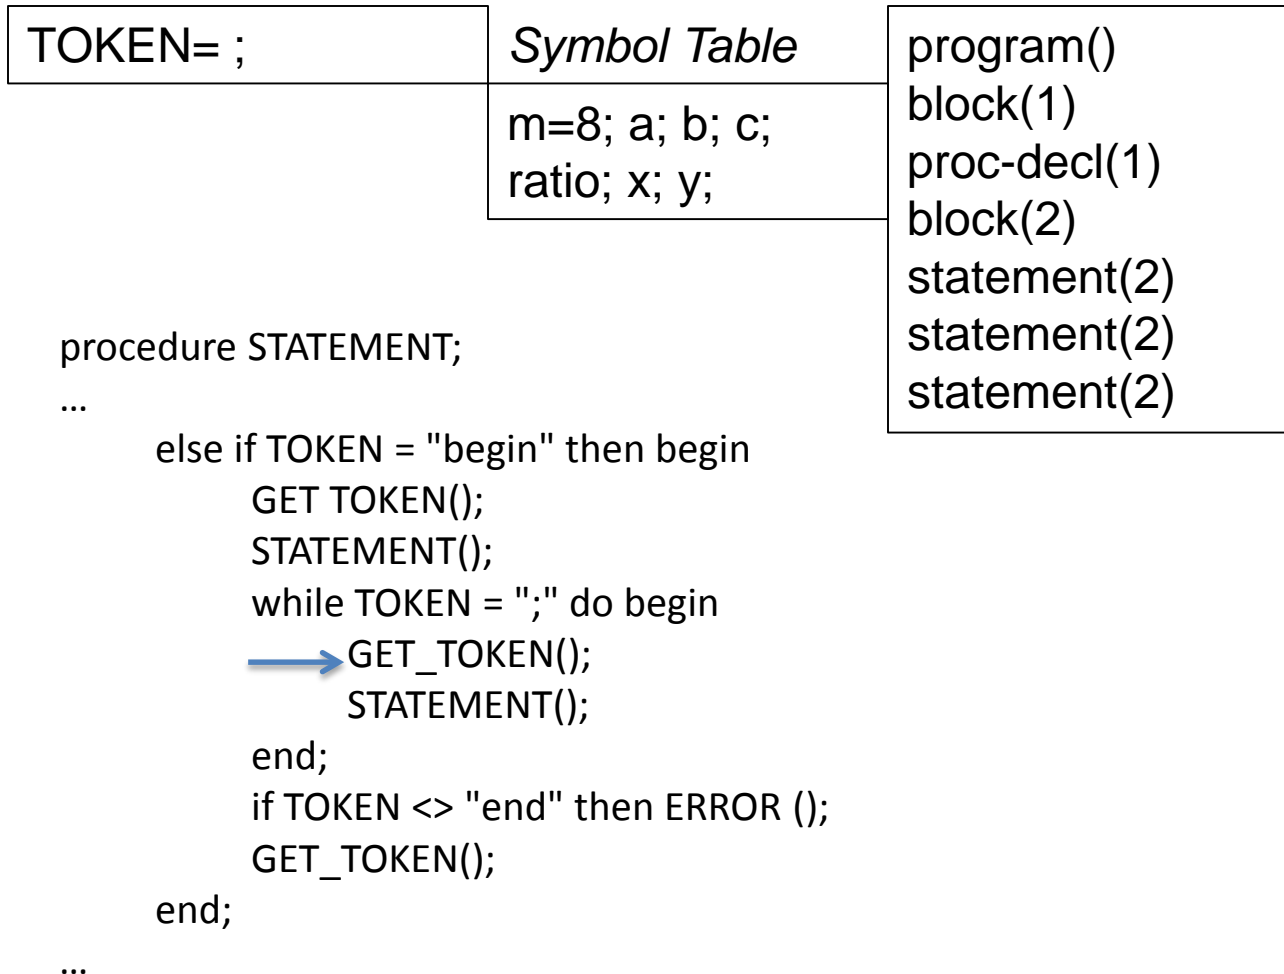 TOKEN= ;
Symbol Table
m=8; a; b; c;
ratio; x; y;
program()
block(1)
proc-decl(1)
block(2)
statement(2)
statement(2)
statement(2)
procedure STATEMENT;
…
else if TOKEN = "begin" then begin
GET TOKEN();
STATEMENT();
while TOKEN = ";" do begin
GET_TOKEN();
STATEMENT();
end;
if TOKEN <> "end" then ERROR ();
GET_TOKEN();
end;
…